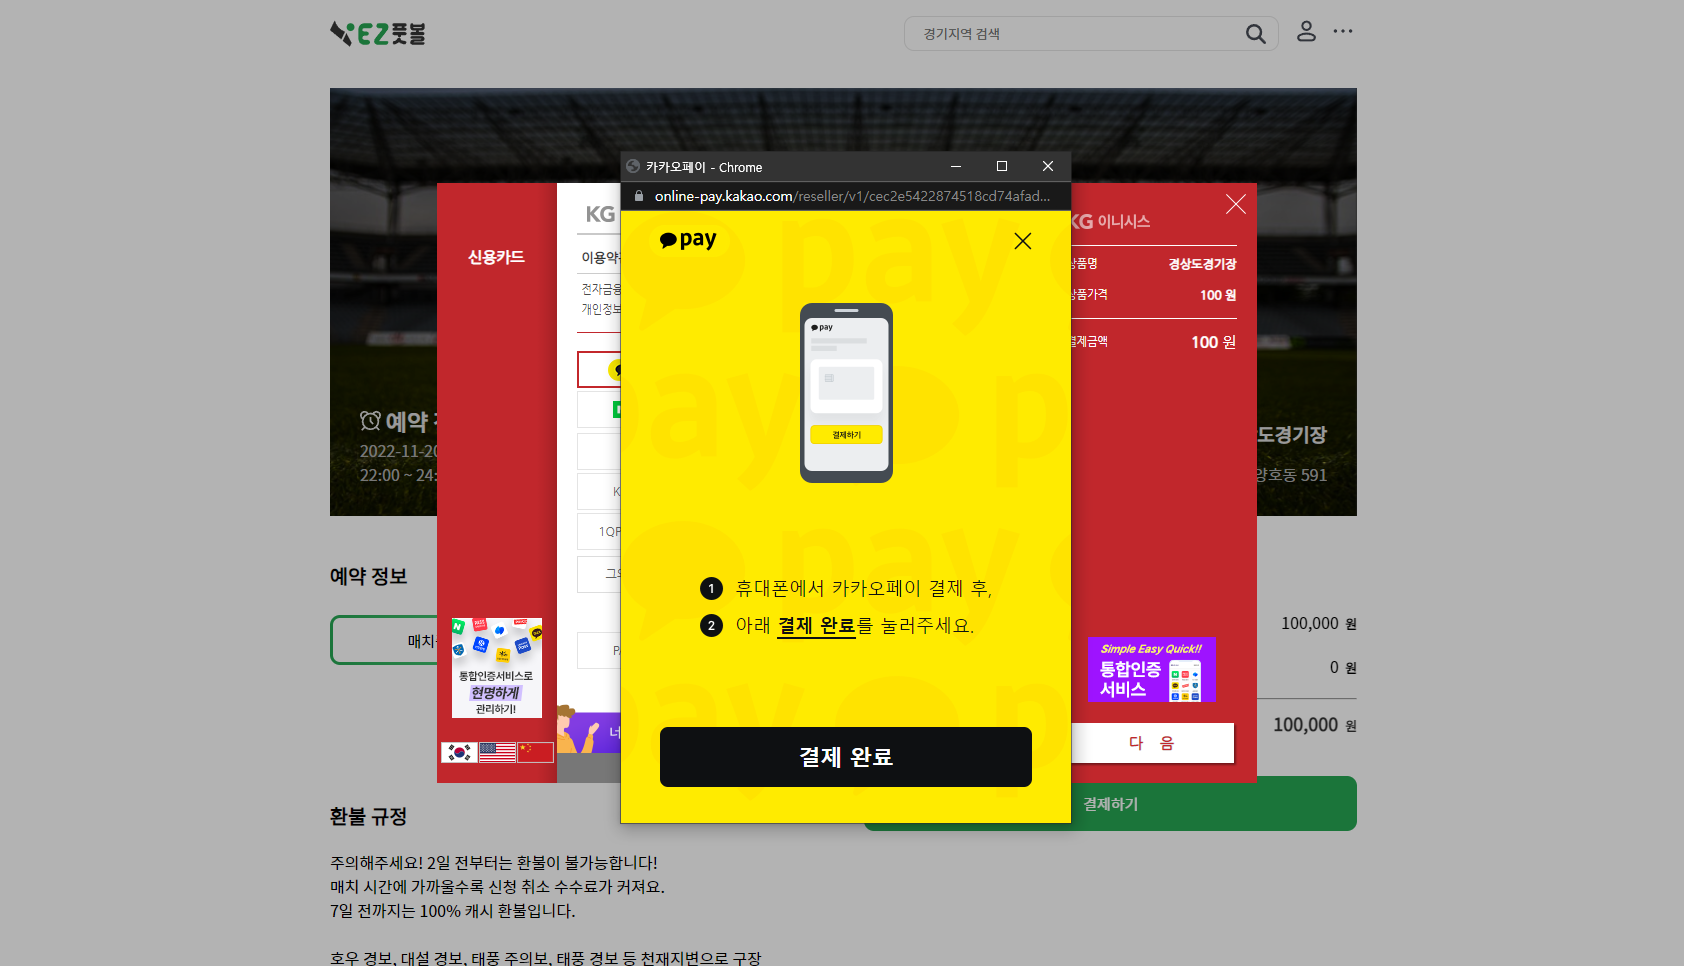 EZ풋볼
경기지역 검색
카카오페이 - Chrome
online-pay.kakao.com/reseller/v1/cec2e5422874518cd74afad...
pay
KG
신용카드
이용약
전자금융
개인정보
KG 이니시스
상품명 경상도경기장
상품가격 100 원
결제금액 100 원
pay
결제하기
예약
2022-11-20
22:00 ~ 24:
도경기장
양호동 591
1 휴대폰에서 카카오페이 결제 후,
2 아래 결제 완료를 눌러주세요.
결제 완료
1QP
예약 정보
매치
100,000 원
0 원
100,000 원
통합인증서비스로
현명하게
관리하기!
너
Simple Easy Quick!!
통합인증
서비스
다 음
결제하기
환불 규정
주의해주세요! 2일 전부터는 환불이 불가능합니다!
매치 시간에 가까울수록 신청 취소 수수료가 커져요.
7일 전까지는 100% 캐시 환불입니다.
호우 경보, 대설 경보, 태풍 주의보, 태풍 경보 등 천재지변으로 구장